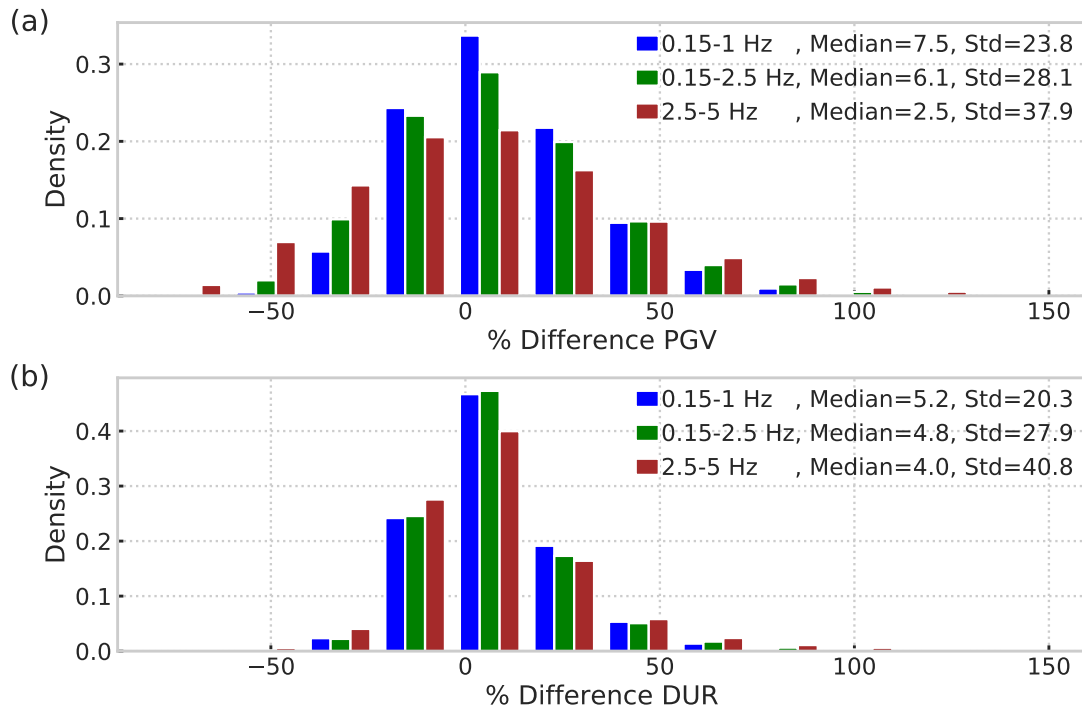 (a)
0.15-1 Hz , Median=7.5, Std=23.8
0.15-2.5 Hz, Median=6.1, Std=28.1
2.5-5 Hz , Median=2.5, Std=37.9
Density
0.3
0.2
0.1
0.0
−50
0
50
100
150
% Difference PGV
(b)
0.15-1 Hz , Median=5.2, Std=20.3
0.15-2.5 Hz, Median=4.8, Std=27.9
2.5-5 Hz , Median=4.0, Std=40.8
Density
0.4
0.3
0.2
0.1
0.0
−50
0
50
100
150
% Difference DUR